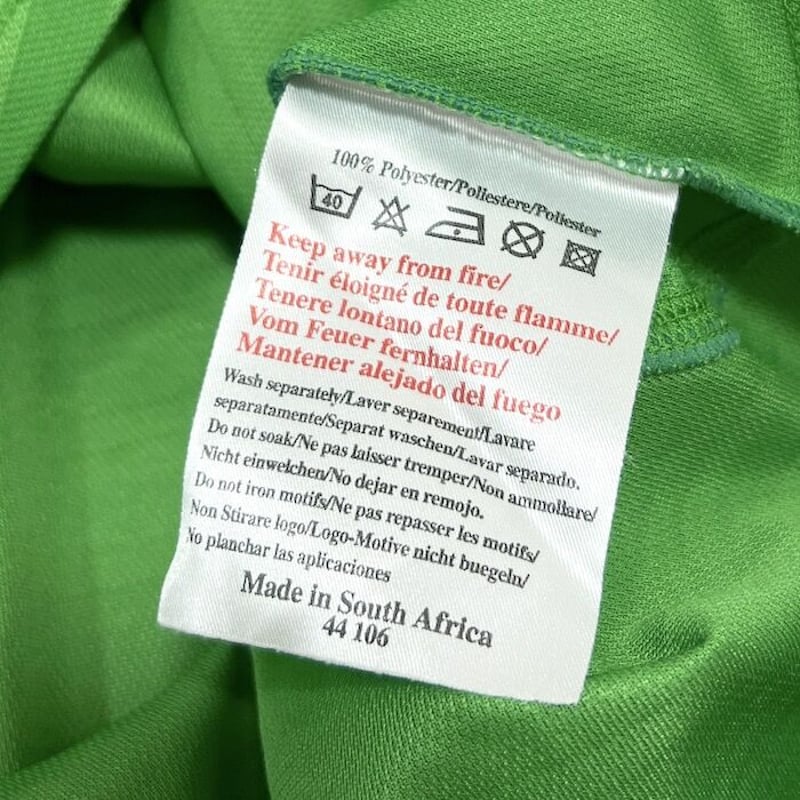 100% Polyester/Poliestere/Poliester
40
Keep away from fire/
Tenir éloigné de toute flamme/
Tenere lontano del fuoco/
Vom Feuer fernhalten/
Mantener alejado del fuego
Wash separately/Laver separement/Lavare
separatamente/Separat waschen/Lavar separado.
Do not soak/Ne pas laisser tremper/Non ammollare/
Nicht einweichen/No dejar en remojo.
Do not iron motifs/Ne pas repasser les motifs/
Non Stirare logo/Logo-Motive nicht buegeln/
No planchar las aplicaciones
Made in South Africa
44 106